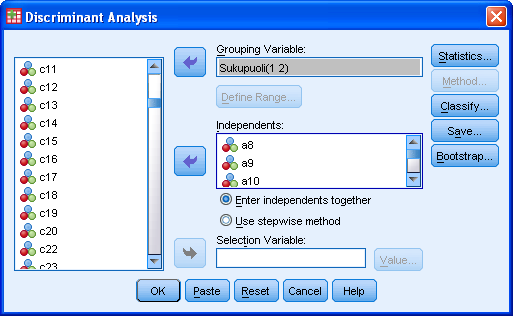 Discriminant Analysis
c11
c12
c13
c14
c15
c16
c17
c18
c19
c20
c22
c23
Grouping Variable:
Sukupuoli(1 2)
Define Range...
Independents:
a8
a9
a10
Enter independents together
Use stepwise method
Selection Variable:
Value...
Statistics...
Method...
Classify...
Save...
Bootstrap...
OK
Paste
Reset
Cancel
Help